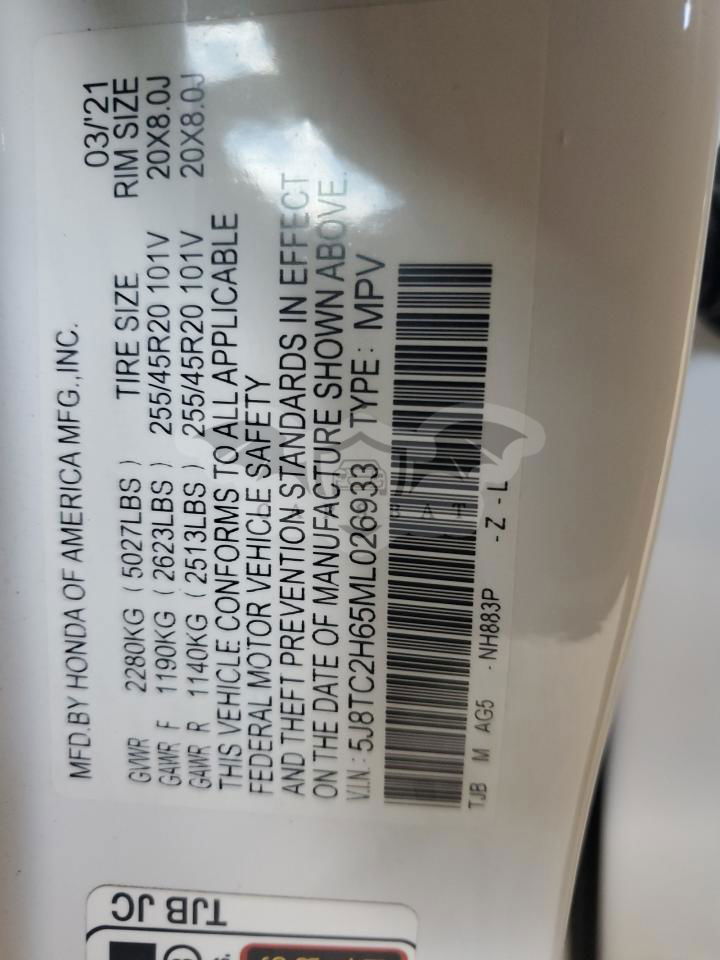 MFD.BY HONDA OF AMERICA MFG.,INC. 03/'21
GVWR 2280KG ( 5027LBS ) TIRE SIZE RIM SIZE
GAWR F 1190KG ( 2623LBS ) 255/45R20 101V 20X8.0J
GAWR R 1140KG ( 2513LBS ) 255/45R20 101V 20X8.0J
THIS VEHICLE CONFORMS TO ALL APPLICABLE
FEDERAL MOTOR VEHICLE SAFETY
AND THEFT PREVENTION STANDARDS IN EFFECT
ON THE DATE OF MANUFACTURE SHOWN ABOVE.
V.I.N.: 5J8TC2H65ML026933 TYPE : MPV
TJB M AG5 -NH883P -Z -L
TJB JC